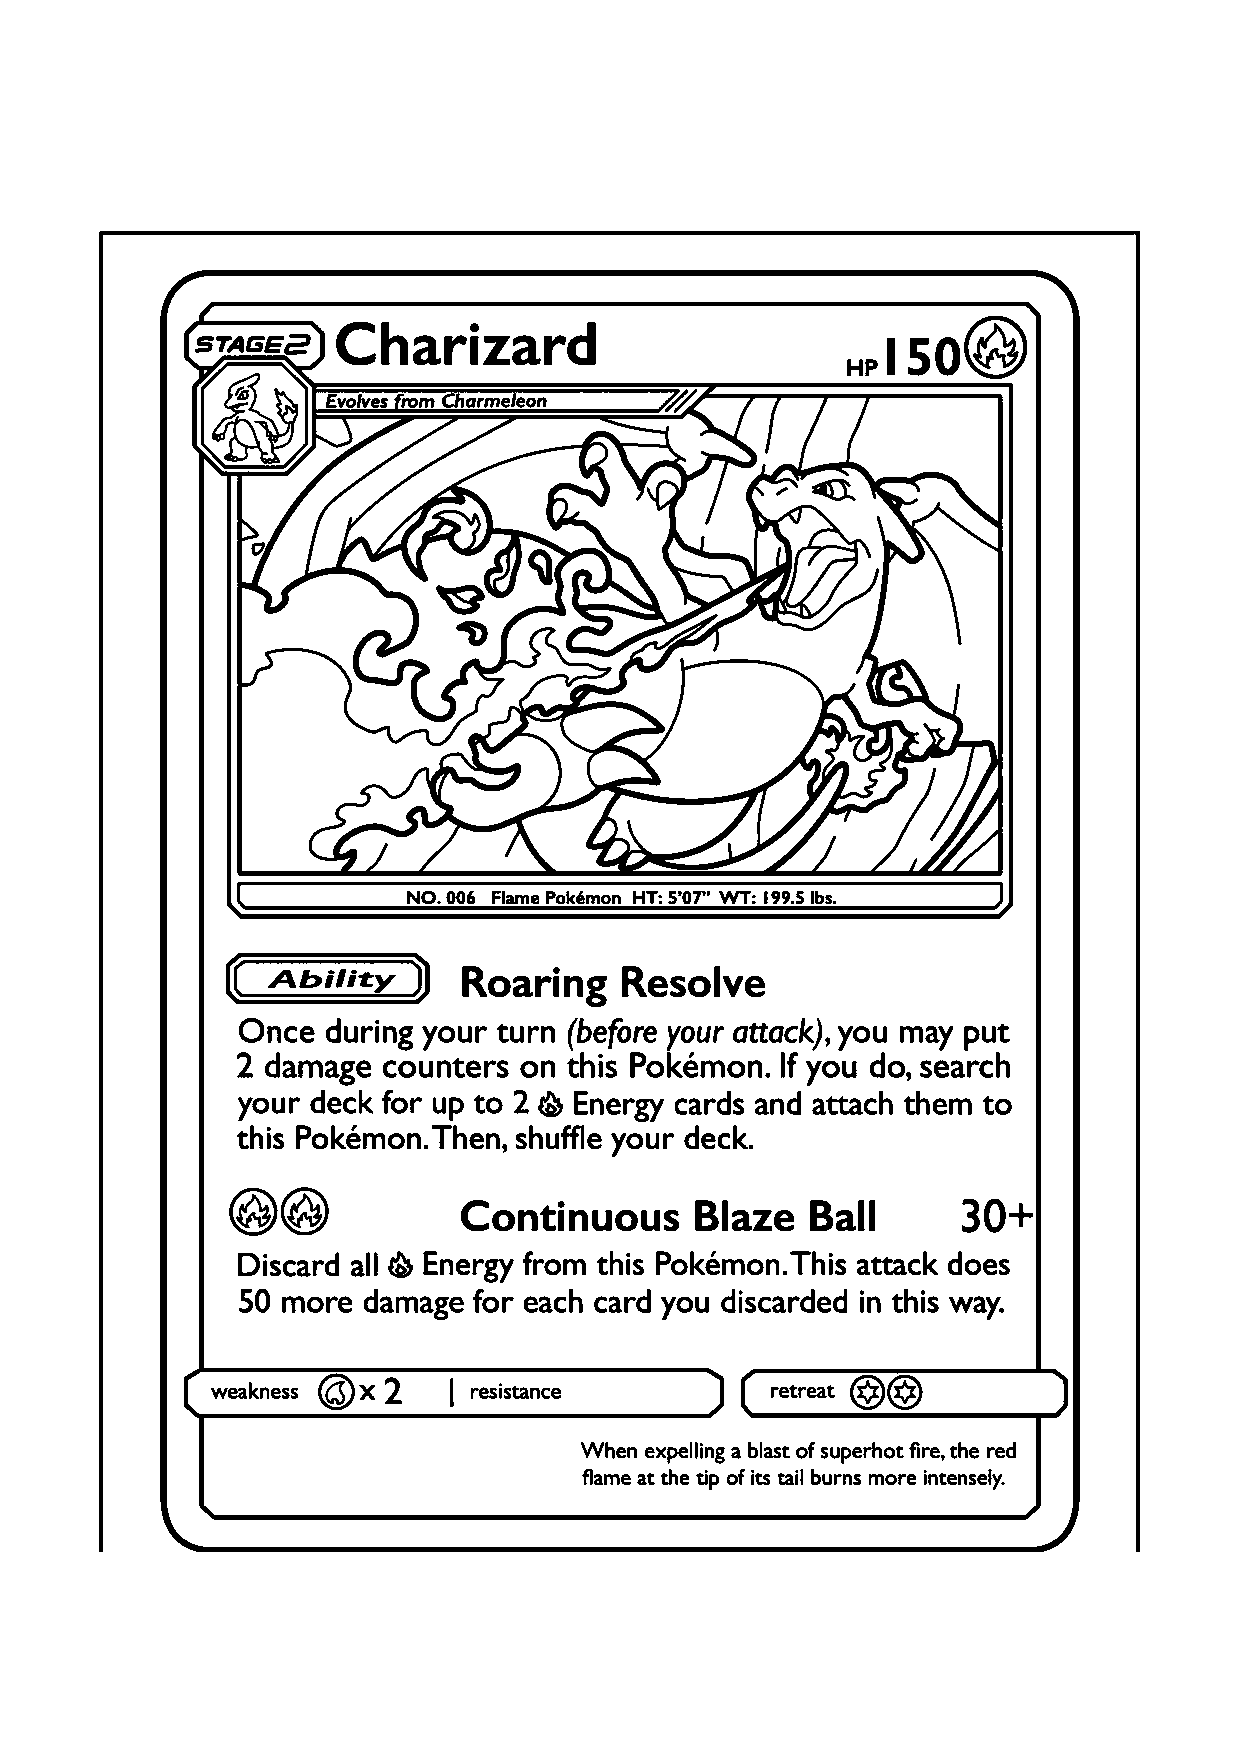 STAGE2 Charizard HP150
Evolves from Charmeleon
NO. 006 Flame Pokémon HT: 5'07" WT: 199.5 lbs.
Ability Roaring Resolve
Once during your turn (before your attack), you may put
2 damage counters on this Pokémon. If you do, search
your deck for up to 2 Energy cards and attach them to
this Pokémon. Then, shuffle your deck.
Continuous Blaze Ball 30+
Discard all Energy from this Pokémon. This attack does
50 more damage for each card you discarded in this way.
weakness x 2 | resistance retreat
When expelling a blast of superhot fire, the red
flame at the tip of its tail burns more intensely.